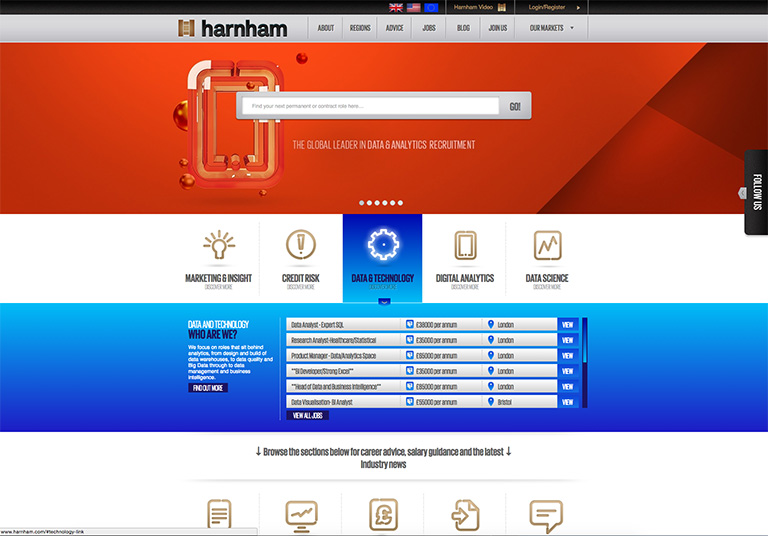 Harnham Video
Login/Register
harnham
ABOUT
REGIONS
ADVICE
JOBS
BLOG
JOIN US
OUR MARKETS
Find your next permanent or contract role here...
GO!
THE GLOBAL LEADER IN DATA & ANALYTICS RECRUITMENT
FOLLOW US
MARKETING & INSIGHT
DISCOVER MORE
CREDIT RISK
DISCOVER MORE
DATA & TECHNOLOGY
DISCOVER MORE
DIGITAL ANALYTICS
DISCOVER MORE
DATA SCIENCE
DISCOVER MORE
DATA AND TECHNOLOGY
WHO ARE WE?
We focus on roles that sit behind
analytics, from design and build of
data warehouses, to data quality and
Big Data through to data
management and business
intelligence.
FIND OUT MORE
Data Analyst - Expert SQL £38000 per annum London VIEW
Research Analyst-Healthcare/Statistical £65000 per annum London VIEW
Product Manager - Data/Analytics Space £65000 per annum London VIEW
**BI Developer/Strong Excel** £35000 per annum London VIEW
**Head of Data and Business Intelligence** £85000 per annum London VIEW
Data Visualisation- BI Analyst £55000 per annum Bristol VIEW
VIEW ALL JOBS
↓ Browse the sections below for career advice, salary guidance and the latest ↓
Industry news
£
www.harnham.com/#technology-link